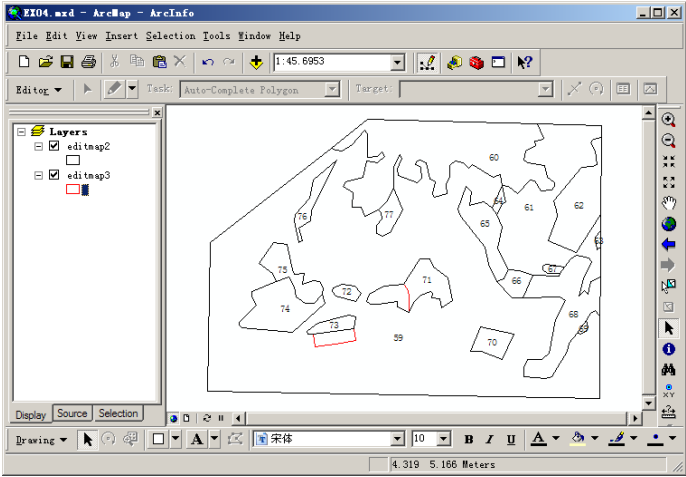 EX04.mxd - ArcMap - ArcInfo
File Edit View Insert Selection Tools Window Help
1:45.6953
Editor Task: Auto-Complete Polygon Target:
Layers
editmap2
editmap3
60
64
61
62
76
77
65
63
75
67
71
66
72
74
68
73
69
59
70
Display Source Selection
Drawing A 宋体 10 B I U A
4.319 5.166 Meters